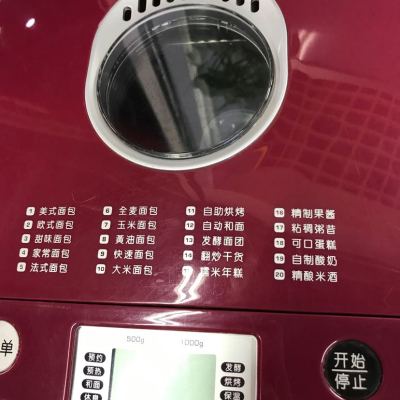 1 美式面包 6 全麦面包 11 自助烘烤 16 精制果酱
2 欧式面包 7 玉米面包 12 自动和面 17 粘稠粥昔
3 甜味面包 8 黄油面包 13 发酵面团 18 可口蛋糕
4 家常面包 9 快速面包 14 翻炒干货 19 自制酸奶
5 法式面包 10 大米面包 15 糯米年糕 20 精酿米酒
500g 1000g
单 预约 发酵 开始
预热 烘烤 停止
和面 保温
休息